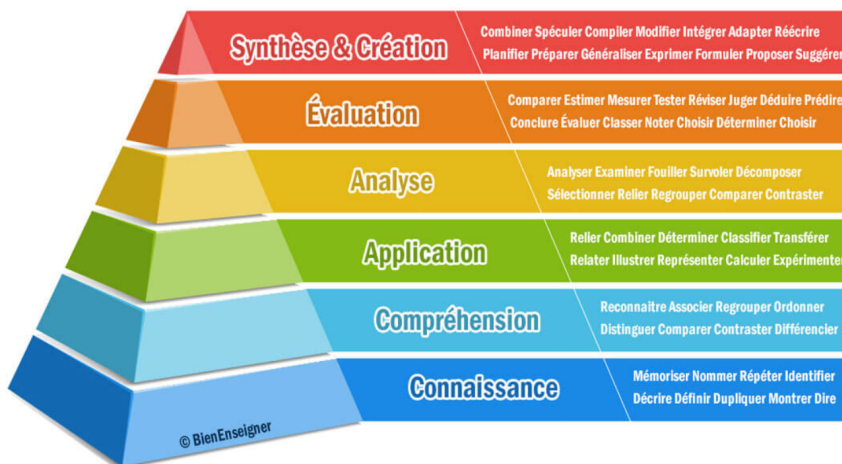 Synthèse & Création
Combiner Spéculer Compiler Modifier Intégrer Adapter Réécrire
Planifier Préparer Généraliser Exprimer Formuler Proposer Suggérer
Évaluation
Comparer Estimer Mesurer Tester Réviser Juger Déduire Prédire
Conclure Évaluer Classer Noter Choisir Déterminer Choisir
Analyse
Analyser Examiner Fouiller Survoler Décomposer
Sélectionner Relier Regrouper Comparer Contraster
Application
Relier Combiner Déterminer Classifier Transférer
Relater Illustrer Représenter Calculer Expérimenter
Compréhension
Reconnaitre Associer Regrouper Ordonner
Distinguer Comparer Contraster Différencier
Connaissance
Mémoriser Nommer Répéter Identifier
Décrire Définir Dupliquer Montrer Dire
© BienEnseigner